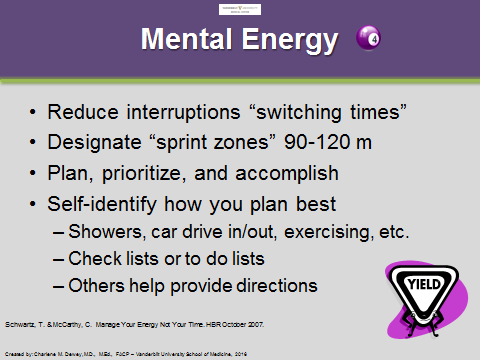 VANDERBILT UNIVERSITY
Mental Energy
4
• Reduce interruptions “switching times”
• Designate “sprint zones” 90-120 m
• Plan, prioritize, and accomplish
• Self-identify how you plan best
– Showers, car drive in/out, exercising, etc.
– Check lists or to do lists
– Others help provide directions
YIELD
Schwartz, T. & McCarthy, C. Manage Your Energy Not Your Time. HBR October 2007.
Created by: Charlene M. Dewey, M.D., M.Ed., FACP – Vanderbilt University School of Medicine, 2016